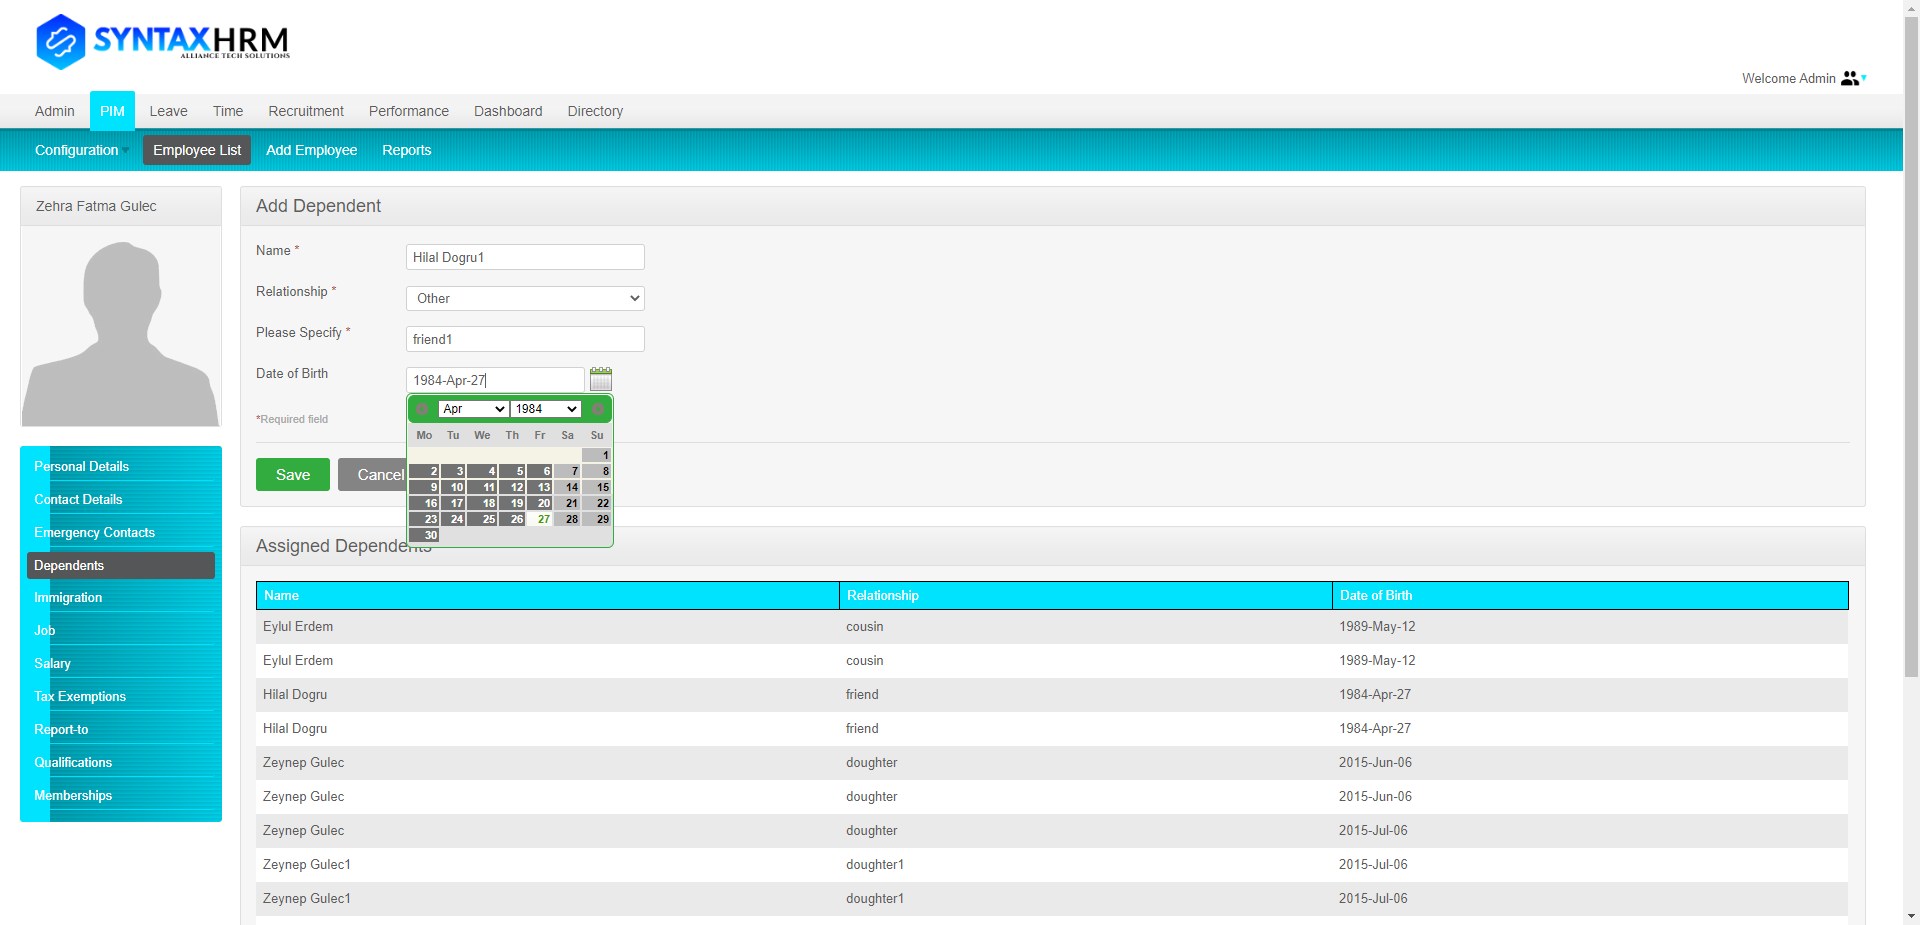 SYNTAXHRM
ALLIANCE TECH SOLUTIONS
Welcome Admin
Admin PIM Leave Time Recruitment Performance Dashboard Directory
Configuration Employee List Add Employee Reports
Zehra Fatma Gulec
Personal Details
Contact Details
Emergency Contacts
Dependents
Immigration
Job
Salary
Tax Exemptions
Report-to
Qualifications
Memberships
Add Dependent
Name * Hilal Dogru1
Relationship * Other
Please Specify * friend1
Date of Birth 1984-Apr-27
Apr 1984
Mo Tu We Th Fr Sa Su
1
2 3 4 5 6 7 8
9 10 11 12 13 14 15
16 17 18 19 20 21 22
23 24 25 26 27 28 29
30
*Required field
Save Cancel
Assigned Dependents
Name Relationship Date of Birth
Eylul Erdem cousin 1989-May-12
Eylul Erdem cousin 1989-May-12
Hilal Dogru friend 1984-Apr-27
Hilal Dogru friend 1984-Apr-27
Zeynep Gulec doughter 2015-Jun-06
Zeynep Gulec doughter 2015-Jun-06
Zeynep Gulec doughter 2015-Jul-06
Zeynep Gulec1 doughter1 2015-Jul-06
Zeynep Gulec1 doughter1 2015-Jul-06